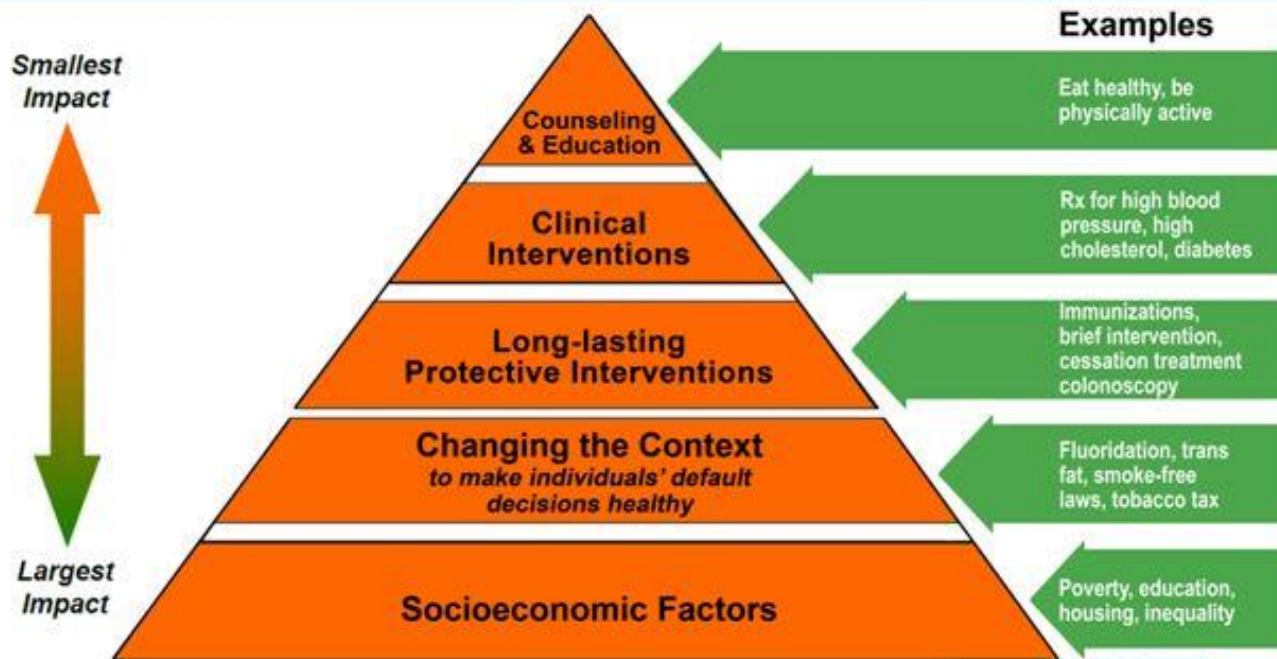 Examples
Smallest
Impact
Counseling
& Education
Eat healthy, be
physically active
Clinical
Interventions
Rx for high blood
pressure, high
cholesterol, diabetes
Long-lasting
Protective Interventions
Immunizations,
brief intervention,
cessation treatment
colonoscopy
Changing the Context
to make individuals' default
decisions healthy
Fluoridation, trans
fat, smoke-free
laws, tobacco tax
Largest
Impact
Socioeconomic Factors
Poverty, education,
housing, inequality